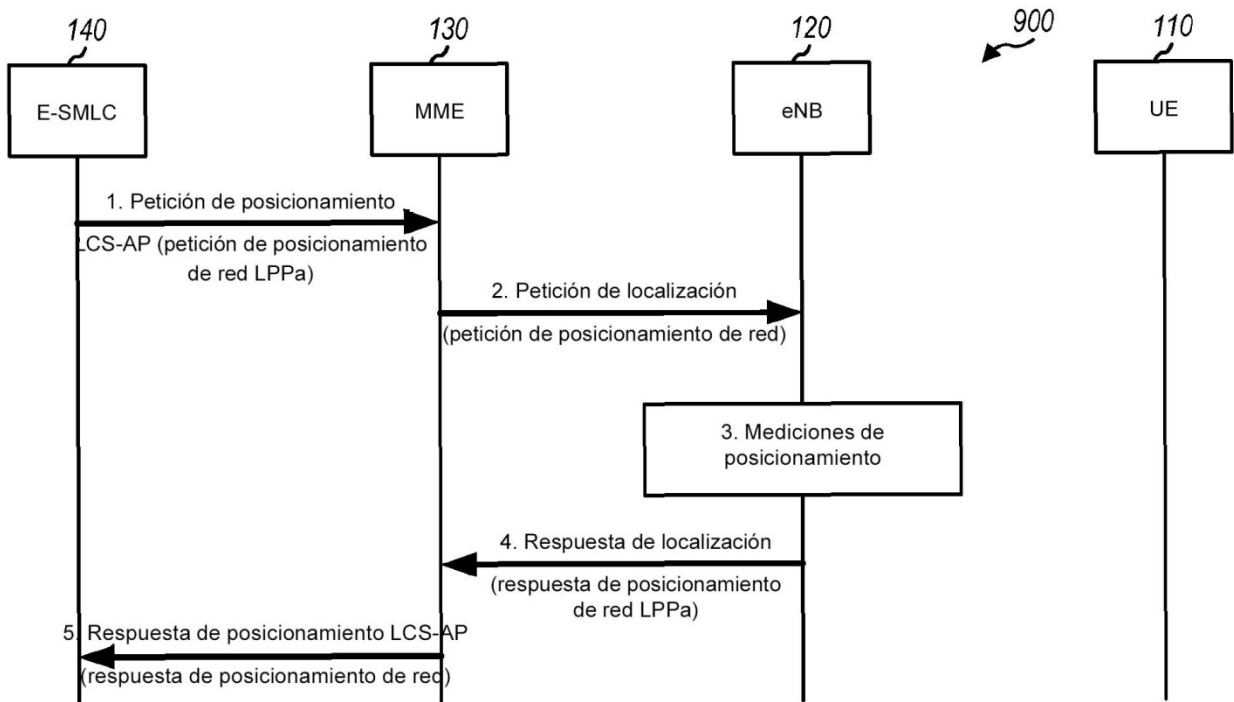 140
130
120
900
110
E-SMLC
MME
eNB
UE
1. Petición de posicionamiento
LCS-AP (petición de posicionamiento
de red LPPa)
2. Petición de localización
(petición de posicionamiento de red)
3. Mediciones de
posicionamiento
4. Respuesta de localización
(respuesta de posicionamiento
de red LPPa)
5. Respuesta de posicionamiento LCS-AP
(respuesta de posicionamiento de red)